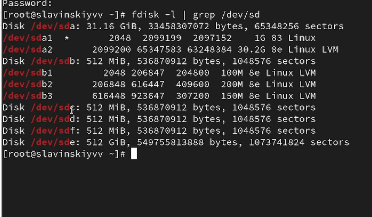 Password:
[root@slavinskiyvv ~]# fdisk -l | grep /dev/sd
Disk /dev/sda: 31.16 GiB, 33458307072 bytes, 65348256 sectors
/dev/sda1 * 2048 2099199 2097152 1G 83 Linux
/dev/sda2 2099200 65347583 63248384 30.2G 8e Linux LVM
Disk /dev/sdb: 512 MiB, 536870912 bytes, 1048576 sectors
/dev/sdb1 2048 206847 204800 100M 8e Linux LVM
/dev/sdb2 206848 616447 409600 200M 8e Linux LVM
/dev/sdb3 616448 923647 307200 150M 8e Linux LVM
Disk /dev/sdc: 512 MiB, 536870912 bytes, 1048576 sectors
Disk /dev/sdd: 512 MiB, 536870912 bytes, 1048576 sectors
Disk /dev/sdf: 512 MiB, 536870912 bytes, 1048576 sectors
Disk /dev/sde: 512 GiB, 549755813888 bytes, 1073741824 sectors
[root@slavinskiyvv ~]#